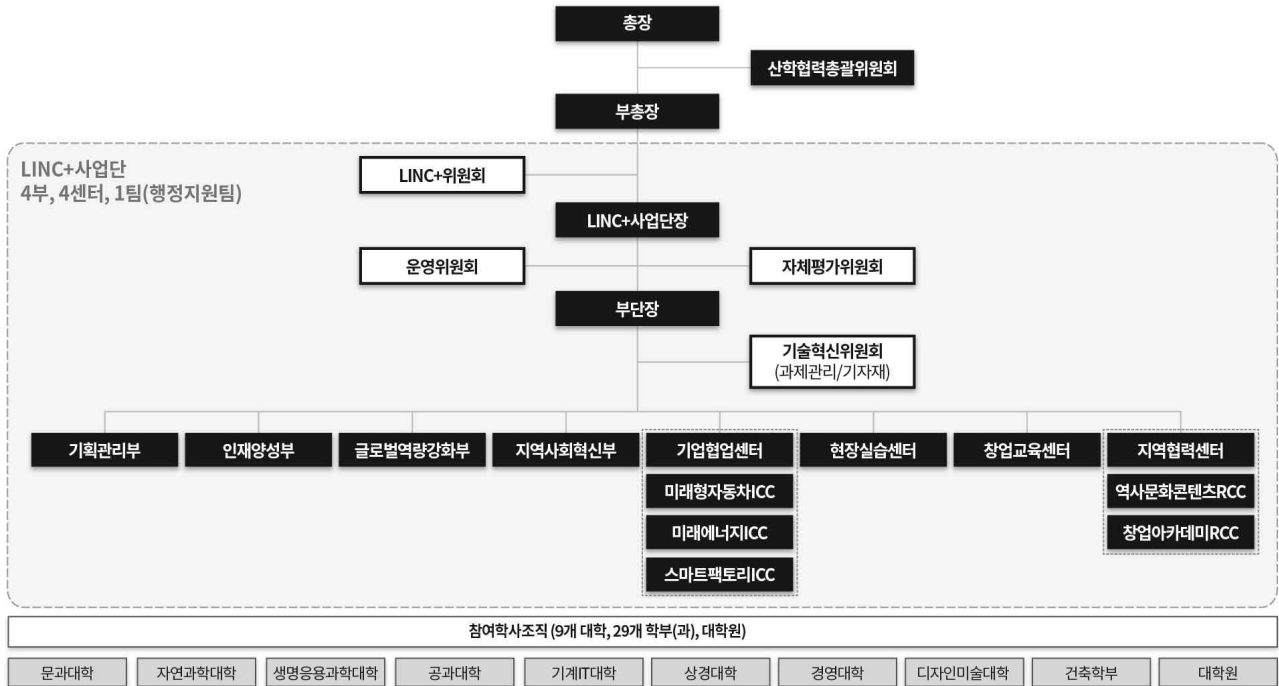 총장
산학협력총괄위원회
부총장
LINC+사업단
4부, 4센터, 1팀(행정지원팀)
LINC+위원회
LINC+사업단장
운영위원회
자체평가위원회
부단장
기술혁신위원회
(과제관리/기자재)
기획관리부
인재양성부
글로벌역량강화부
지역사회혁신부
기업협업센터
현장실습센터
창업교육센터
지역협력센터
미래형자동차ICC
역사문화콘텐츠RCC
미래에너지ICC
창업아카데미RCC
스마트팩토리ICC
참여학사조직 (9개 대학, 29개 학부(과), 대학원)
문과대학
자연과학대학
생명응용과학대학
공과대학
기계IT대학
상경대학
경영대학
디자인미술대학
건축학부
대학원